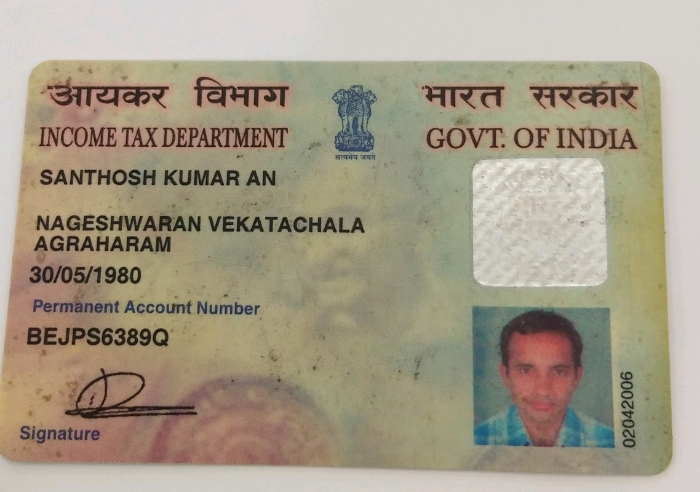 आयकर विभाग
भारत सरकार
INCOME TAX DEPARTMENT
GOVT. OF INDIA
सत्यमेव जयते
SANTHOSH KUMAR AN
NAGESHWARAN VEKATACHALA
AGRAHARAM
30/05/1980
Permanent Account Number
BEJPS6389Q
Signature
02042006